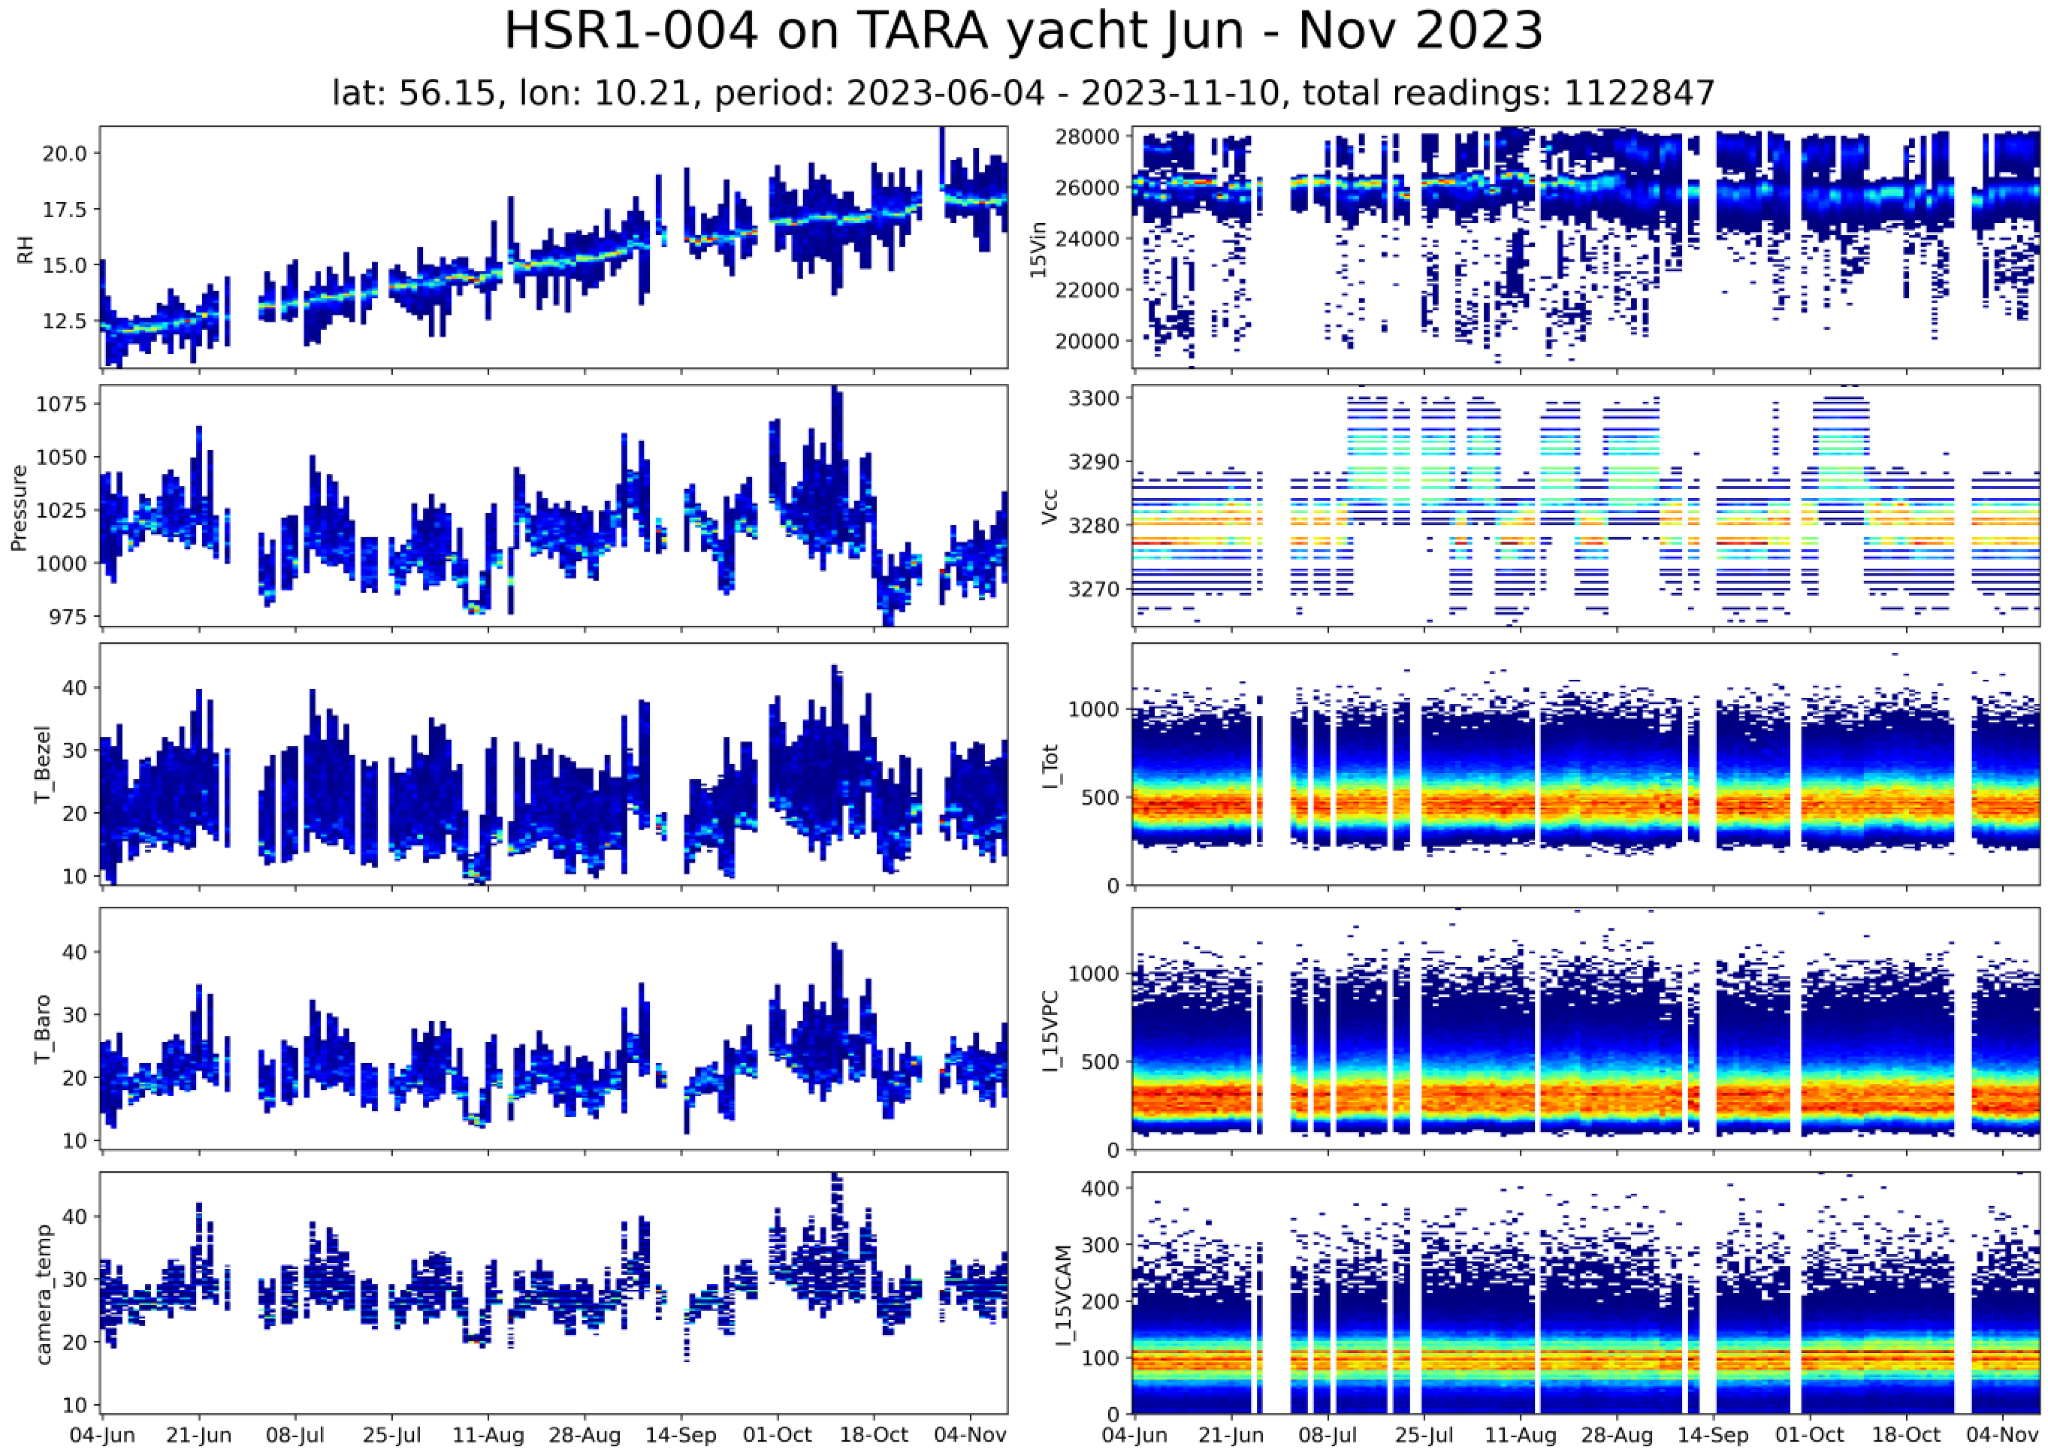 HSR1-004 on TARA yacht Jun - Nov 2023
lat: 56.15, lon: 10.21, period: 2023-06-04 - 2023-11-10, total readings: 1122847
RH
20.0
17.5
15.0
12.5
15Vin
28000
26000
24000
22000
20000
Pressure
1075
1050
1025
1000
975
Vcc
3300
3290
3280
3270
T_Bezel
40
30
20
10
I_Tot
1000
500
0
T_Baro
40
30
20
10
I_15VPC
1000
500
0
camera_temp
40
30
20
10
I_15VCAM
400
300
200
100
0
04-Jun 21-Jun 08-Jul 25-Jul 11-Aug 28-Aug 14-Sep 01-Oct 18-Oct 04-Nov
04-Jun 21-Jun 08-Jul 25-Jul 11-Aug 28-Aug 14-Sep 01-Oct 18-Oct 04-Nov